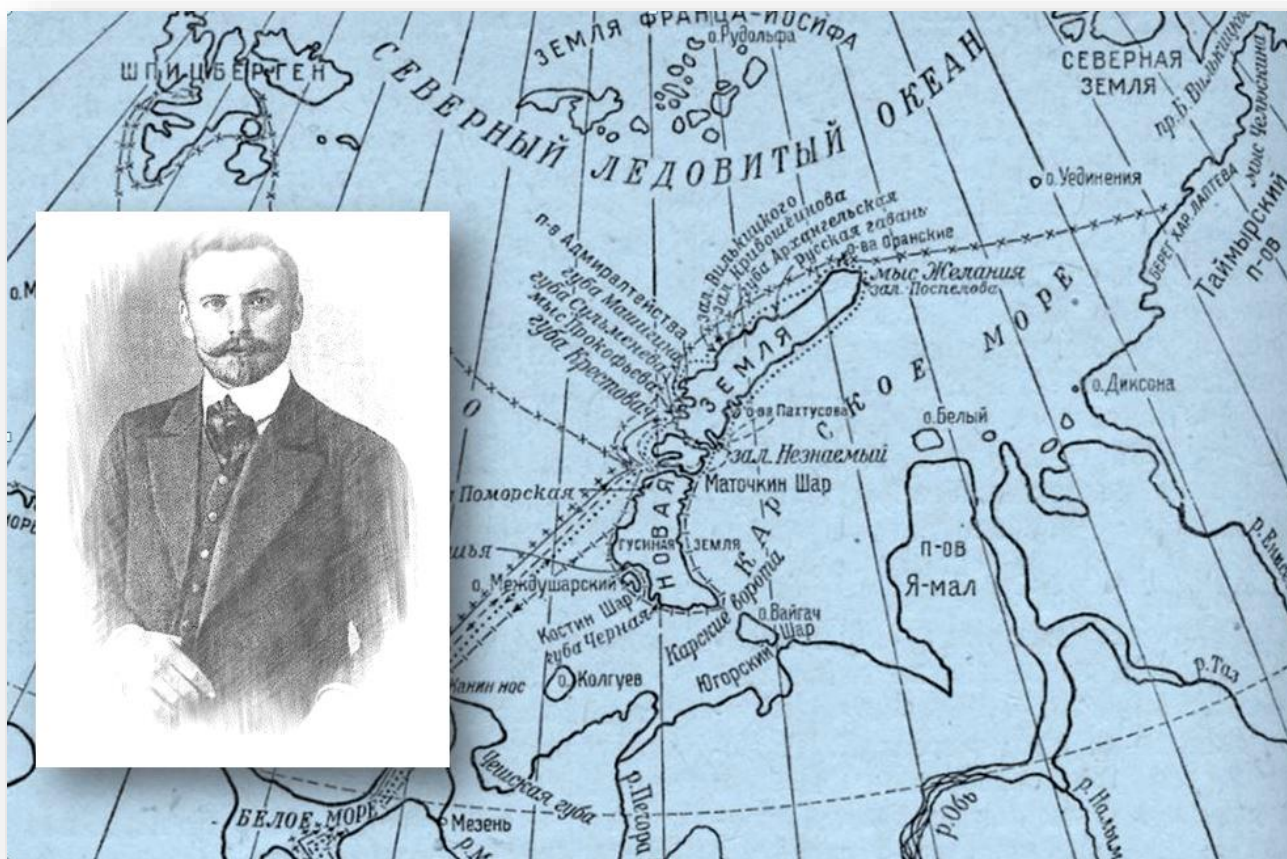 ШПИЦБЕРГЕН
СЕВЕРНЫЙ ЛЕДОВИТЫЙ ОКЕАН
ЗЕМЛЯ ФРАНЦА-ИОСИФА
о.Рудольфа
СЕВЕРНАЯ
ЗЕМЛЯ
пр.Б.Вилькицкого
мыс Челюскина
о.Уединения
БЕРЕГ ХАР.ЛАПТЕВА
Таймырский
п-ов
зал. Вилькицкого
зал. Кривошеинова
губа Архангельская
Русская гавань
о-ва Оранские
мыс Желания
зал. Поспелова
п-ов Адмиралтейства
губа Машигина
губа Сульменева
мыс Прокофьева
губа Крестовая
НОВАЯ ЗЕМЛЯ
о-ва Пахтусова
зал. Незнаемый
Маточкин Шар
КАРСКОЕ МОРЕ
о.Диксона
о.Белый
Поморская
ГУСИНАЯ ЗЕМЛЯ
о.Междушарский
Костин Шар
губа Черная
Карские ворота
о.Вайгач
Югорский Шар
п-ов
Я-мал
о.Колгуев
Канин нос
Чешская губа
БЕЛОЕ МОРЕ
Мезень
р.Печора
р.Обь
р.Таз